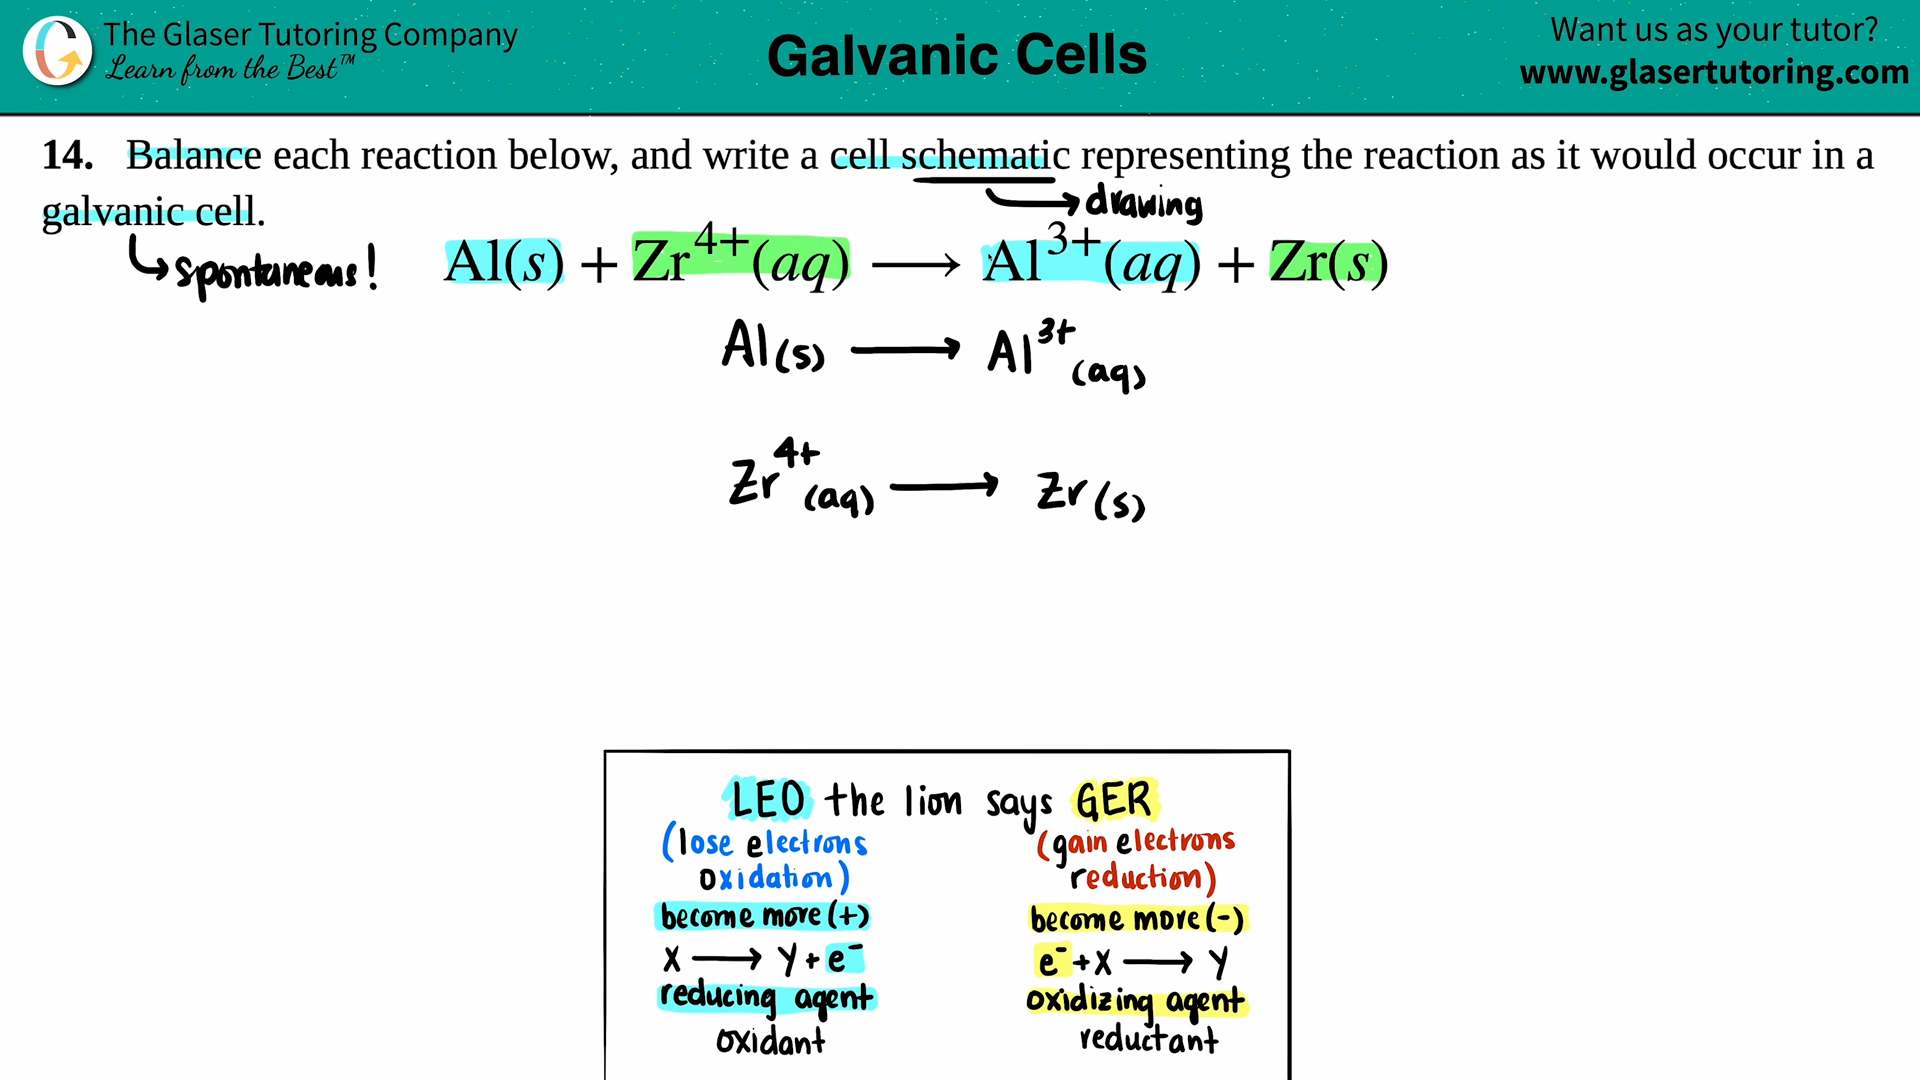 The Glaser Tutoring Company
Learn from the Best™
Galvanic Cells
Want us as your tutor?
www.glasertutoring.com
14. Balance each reaction below, and write a cell schematic representing the reaction as it would occur in a
galvanic cell.
drawing
spontaneous!
Al(s) + Zr⁴⁺(aq) ⟶ Al³⁺(aq) + Zr(s)
Al(s) ⟶ Al³⁺(aq)
Zr⁴⁺(aq) ⟶ Zr(s)
LEO the lion says GER
(lose electrons
oxidation)
(gain electrons
reduction)
become more (+)
become more (-)
X ⟶ Y + e⁻
e⁻ + X ⟶ Y
reducing agent
oxidizing agent
oxidant
reductant